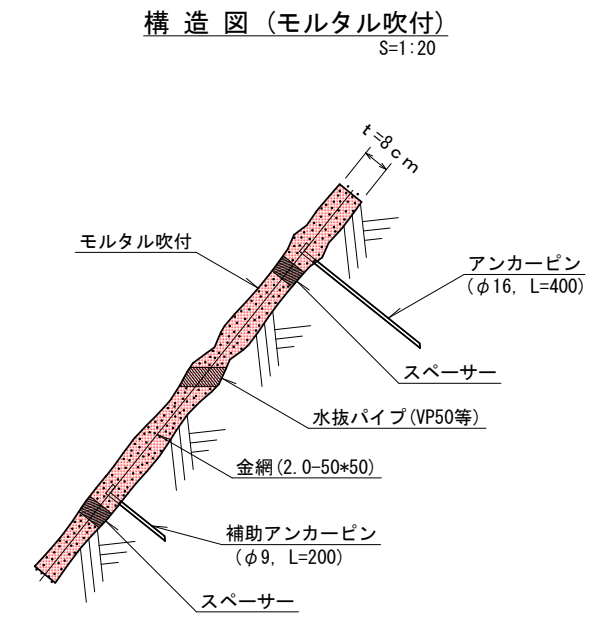 構造図(モルタル吹付)
S=1:20
t=8cm
モルタル吹付
アンカーピン
(φ16, L=400)
スペーサー
水抜パイプ(VP50等)
金網(2.0-50*50)
補助アンカーピン
(φ9, L=200)
スペーサー